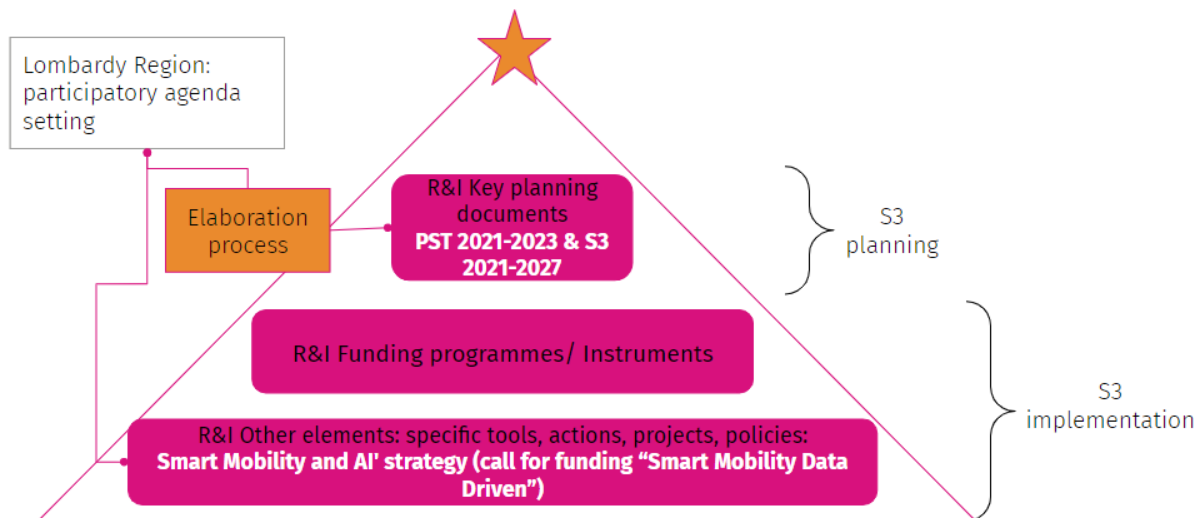 Lombardy Region:
participatory agenda
setting
Elaboration
process
R&I Key planning
documents
PST 2021-2023 & S3
2021-2027
S3
planning
R&I Funding programmes/ Instruments
S3
implementation
R&I Other elements: specific tools, actions, projects, policies:
Smart Mobility and AI' strategy (call for funding “Smart Mobility Data
Driven”)